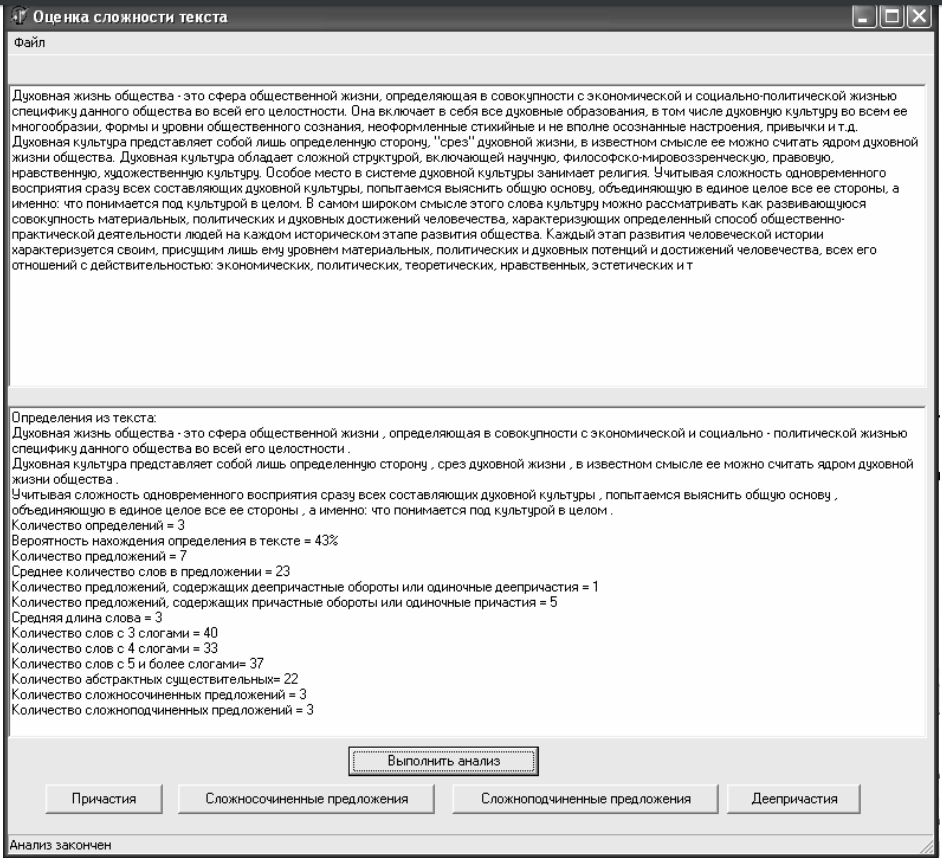 Оценка сложности текста
Файл
Духовная жизнь общества - это сфера общественной жизни, определяющая в совокупности с экономической и социально-политической жизнью
специфику данного общества во всей его целостности. Она включает в себя все духовные образования, в том числе духовную культуру во всем ее
многообразии, формы и уровни общественного сознания, неоформленные стихийные и не вполне осознанные настроения, привычки и т.д.
Духовная культура представляет собой лишь определенную сторону, "срез" духовной жизни, в известном смысле ее можно считать ядром духовной
жизни общества. Духовная культура обладает сложной структурой, включающей научную, философско-мировоззренческую, правовую,
нравственную, художественную культуру. Особое место в системе духовной культуры занимает религия. Учитывая сложность одновременного
восприятия сразу всех составляющих духовной культуры, попытаемся выяснить общую основу, объединяющую в единое целое все ее стороны, а
именно: что понимается под культурой в целом. В самом широком смысле этого слова культуру можно рассматривать как развивающуюся
совокупность материальных, политических и духовных достижений человечества, характеризующих определенный способ общественно-
практической деятельности людей на каждом историческом этапе развития общества. Каждый этап развития человеческой истории
характеризуется своим, присущим лишь ему уровнем материальных, политических и духовных потенций и достижений человечества, всех его
отношений с действительностью: экономических, политических, теоретических, нравственных, эстетических и т
Определения из текста:
Духовная жизнь общества - это сфера общественной жизни , определяющая в совокупности с экономической и социально - политической жизнью
специфику данного общества во всей его целостности .
Духовная культура представляет собой лишь определенную сторону , срез духовной жизни , в известном смысле ее можно считать ядром духовной
жизни общества .
Учитывая сложность одновременного восприятия сразу всех составляющих духовной культуры , попытаемся выяснить общую основу ,
объединяющую в единое целое все ее стороны , а именно: что понимается под культурой в целом .
Количество определений = 3
Вероятность нахождения определения в тексте = 43%
Количество предложений = 7
Среднее количество слов в предложении = 23
Количество предложений, содержащих деепричастные обороты или одиночные деепричастия = 1
Количество предложений, содержащих причастные обороты или одиночные причастия = 5
Средняя длина слова = 3
Количество слов с 3 слогами = 40
Количество слов с 4 слогами = 33
Количество слов с 5 и более слогами= 37
Количество абстрактных существительных= 22
Количество сложносочиненных предложений = 3
Количество сложноподчиненных предложений = 3
Выполнить анализ
Причастия Сложносочиненные предложения Сложноподчиненные предложения Деепричастия
Анализ закончен